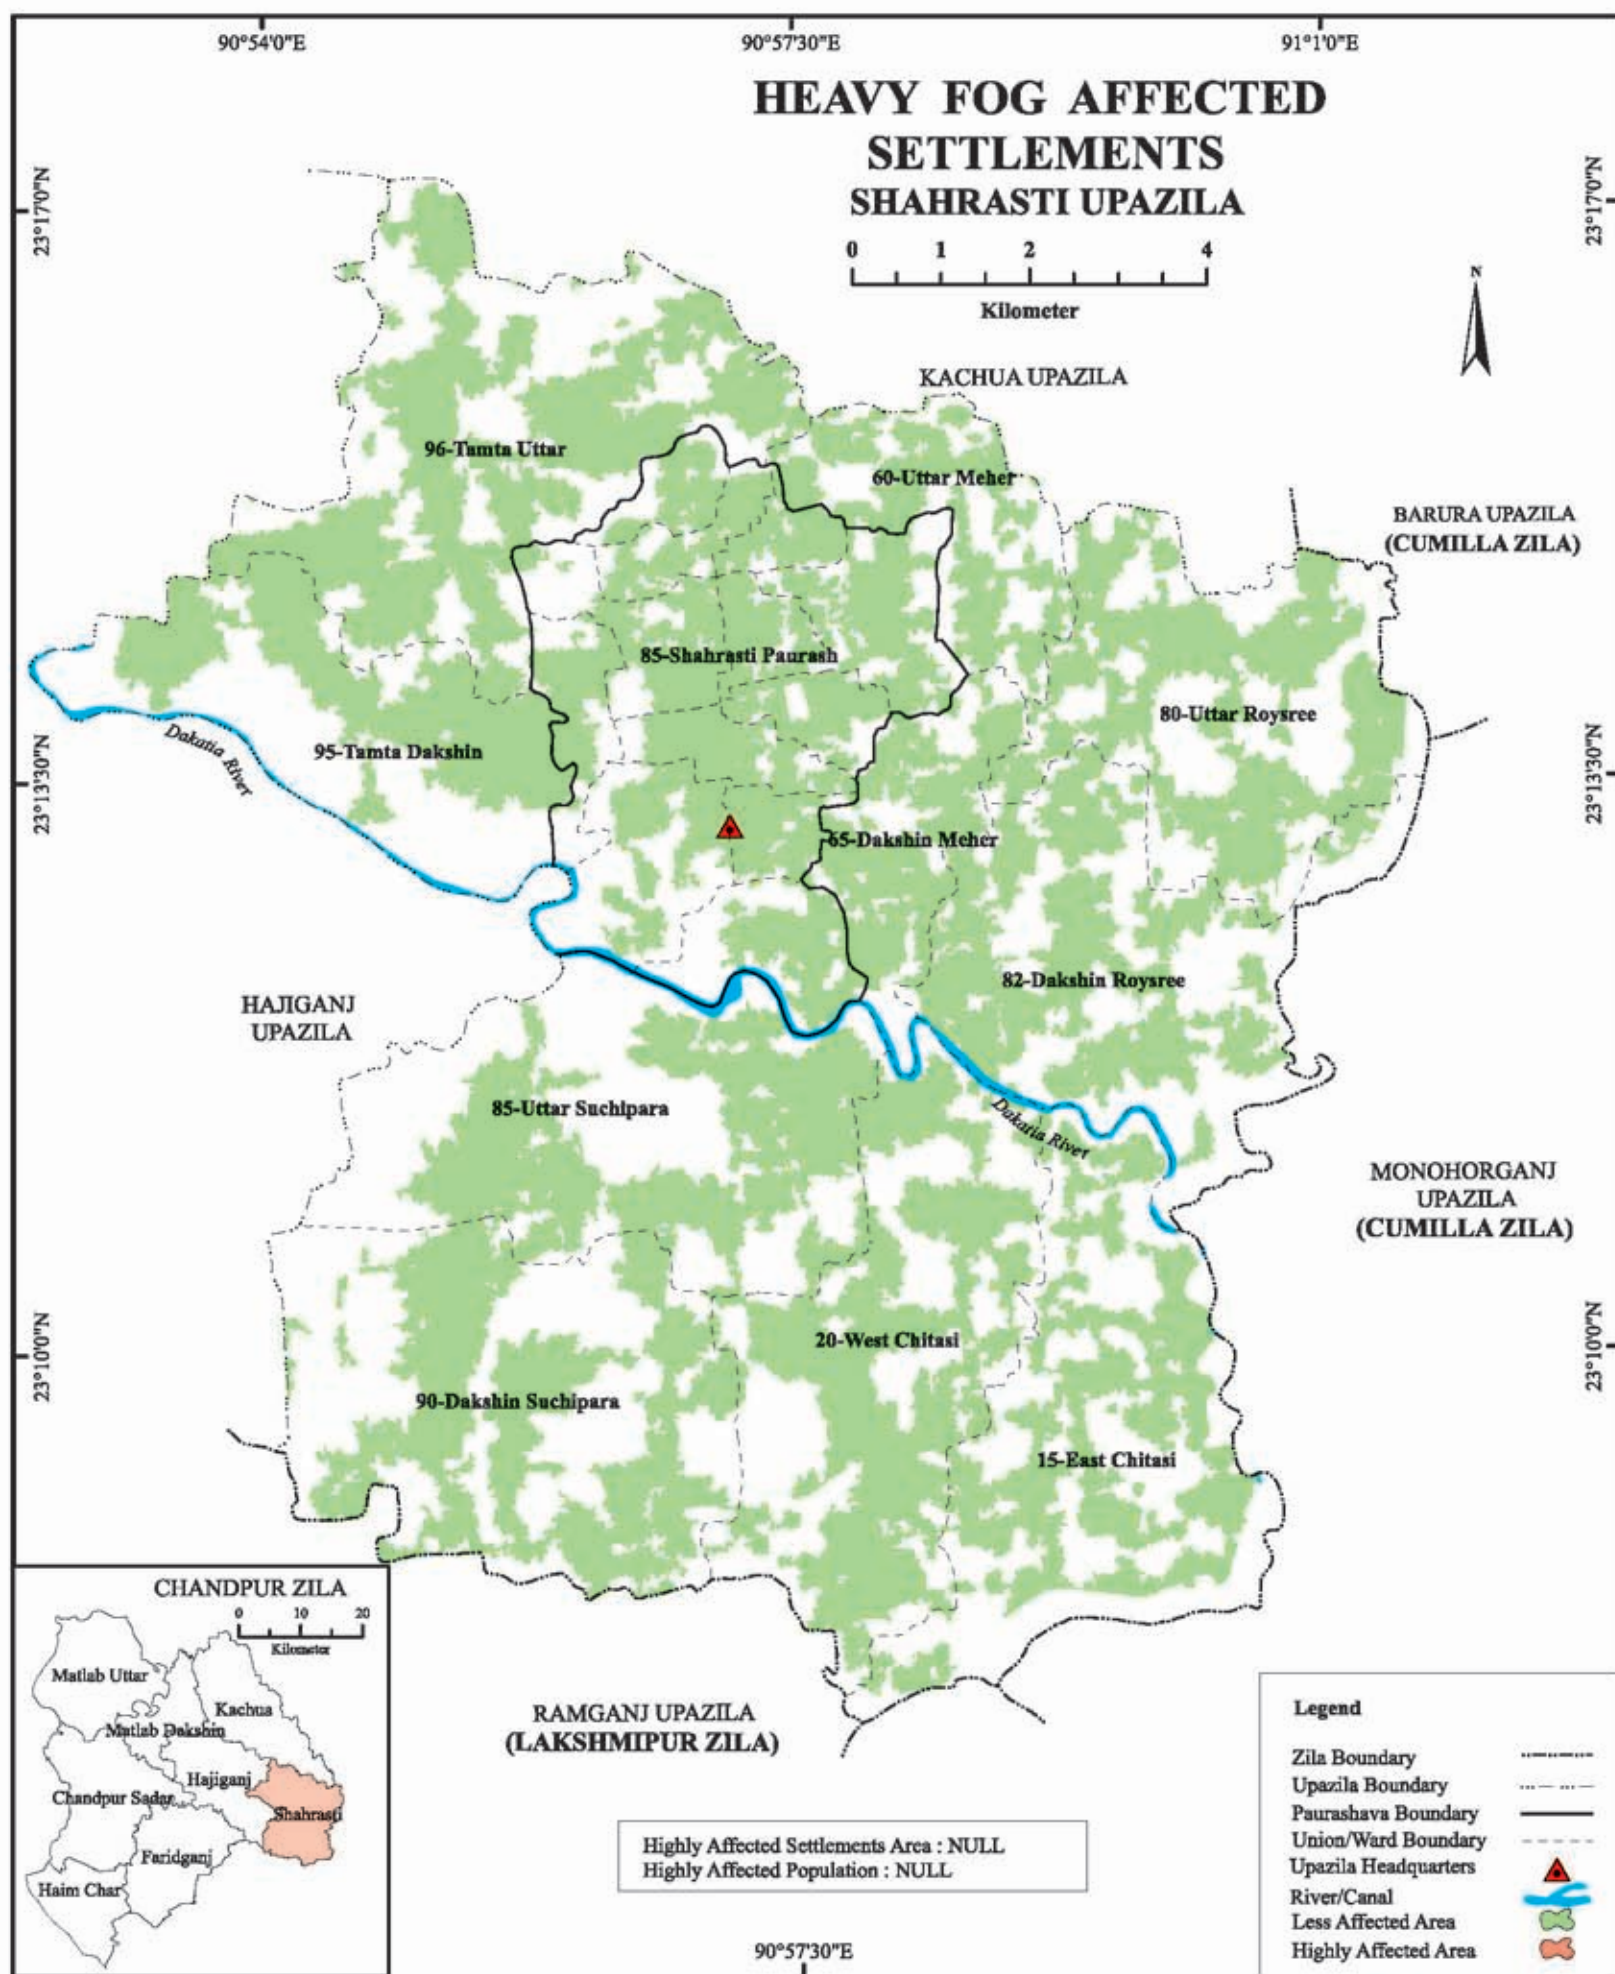 90°54'0"E
90°57'30"E
91°1'0"E
HEAVY FOG AFFECTED
SETTLEMENTS
SHAHRASTI UPAZILA
0 1 2 4
Kilometer
N
23°17'0"N
23°17'0"N
KACHUA UPAZILA
96-Tamta Uttar
60-Uttar Meher
BARURA UPAZILA
(CUMILLA ZILA)
85-Shahrasti Paurash
80-Uttar Roysree
Dakatia River
95-Tamta Dakshin
23°13'30"N
23°13'30"N
65-Dakshin Meher
82-Dakshin Roysree
HAJIGANJ
UPAZILA
85-Uttar Suchipara
Dakatia River
MONOHORGANJ
UPAZILA
(CUMILLA ZILA)
20-West Chitasi
23°10'0"N
23°10'0"N
90-Dakshin Suchipara
15-East Chitasi
CHANDPUR ZILA
0 10 20
Kilometer
Matlab Uttar
Kachua
Matlab Dakshin
Hajiganj
Chandpur Sadar
Shahrasti
Faridganj
Haim Char
RAMGANJ UPAZILA
(LAKSHMIPUR ZILA)
Highly Affected Settlements Area : NULL
Highly Affected Population : NULL
90°57'30"E
Legend
Zila Boundary
Upazila Boundary
Paurashava Boundary
Union/Ward Boundary
Upazila Headquarters
River/Canal
Less Affected Area
Highly Affected Area